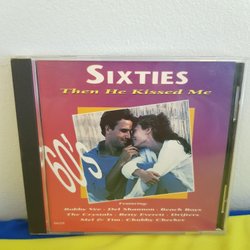 SIXTIES
Then He Kissed Me
60's
Featuring:
Bobby Vee · Del Shannon · Beach Boys
The Crystals · Betty Everett · Drifters
Mel & Tim · Chubby Checker